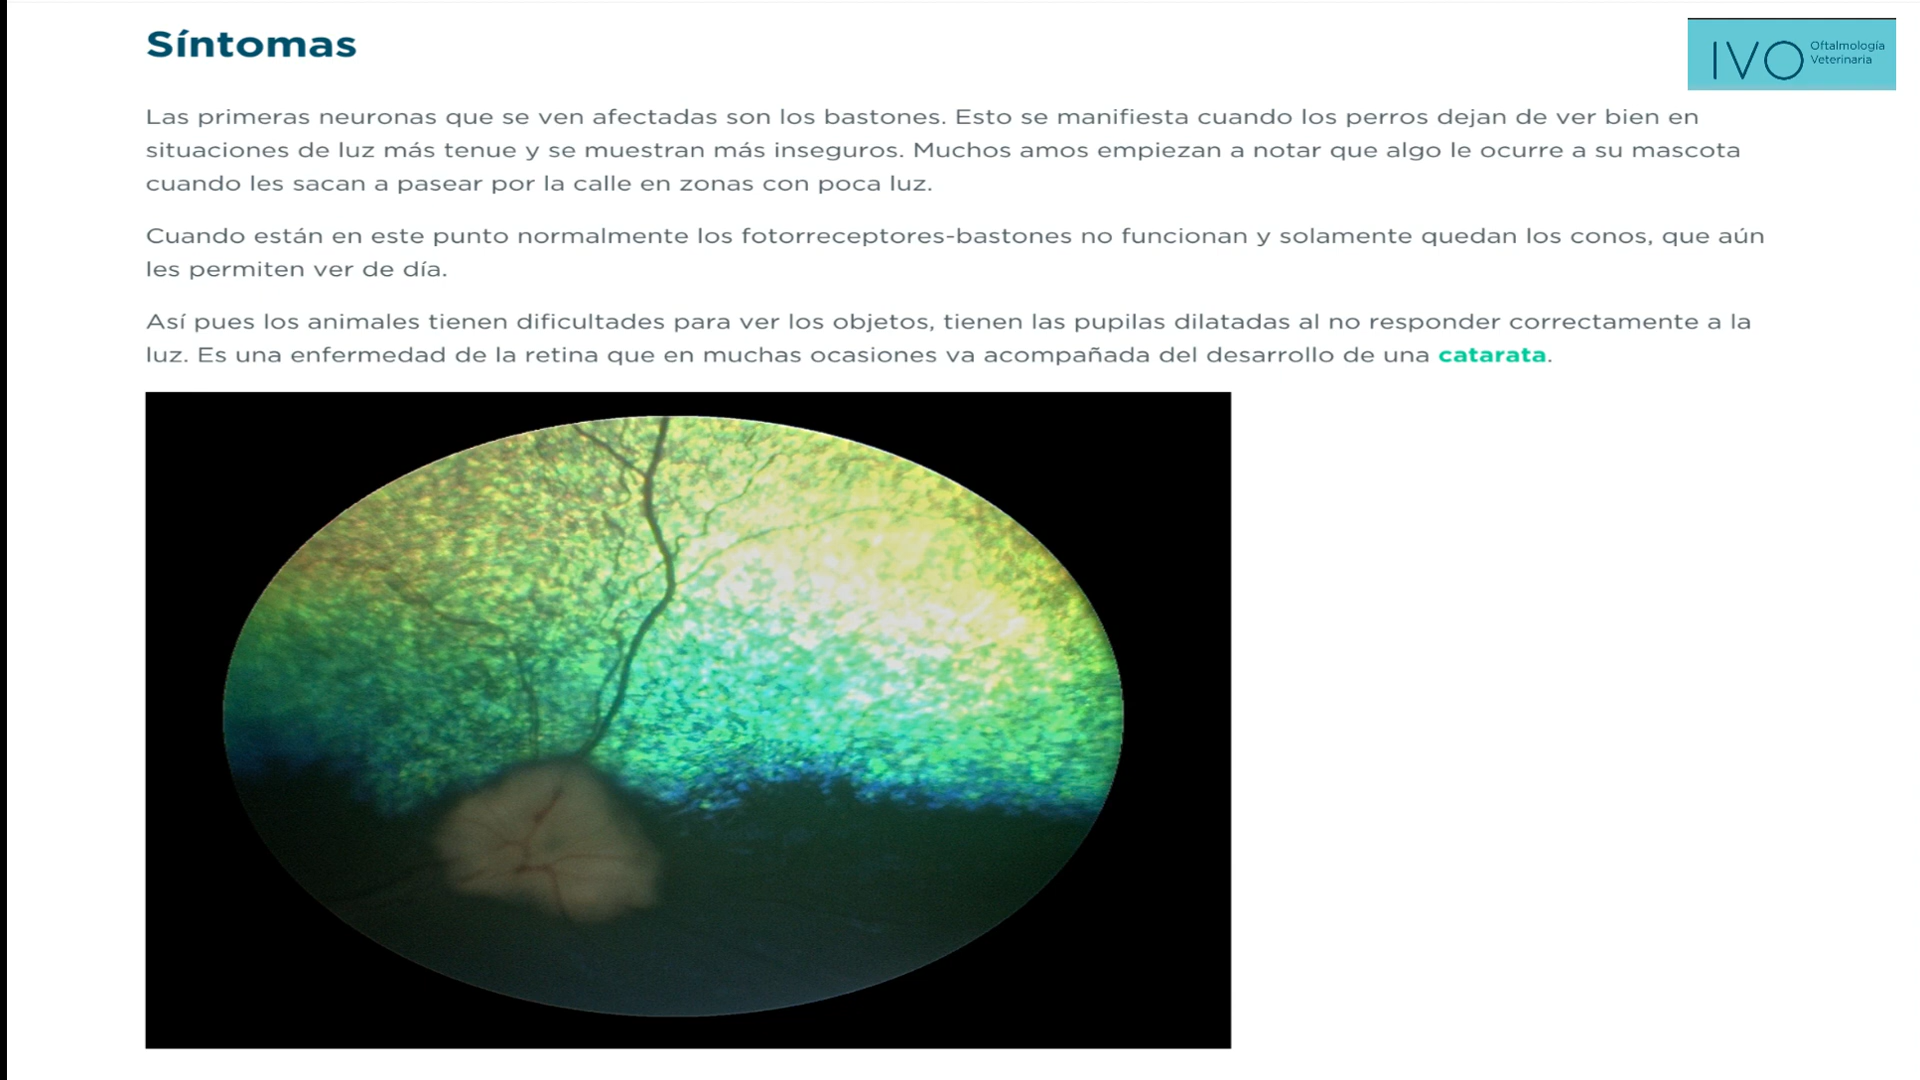 Síntomas
IVO Oftalmología
Veterinaria
Las primeras neuronas que se ven afectadas son los bastones. Esto se manifiesta cuando los perros dejan de ver bien en
situaciones de luz más tenue y se muestran más inseguros. Muchos amos empiezan a notar que algo le ocurre a su mascota
cuando les sacan a pasear por la calle en zonas con poca luz.
Cuando están en este punto normalmente los fotorreceptores-bastones no funcionan y solamente quedan los conos, que aún
les permiten ver de día.
Así pues los animales tienen dificultades para ver los objetos, tienen las pupilas dilatadas al no responder correctamente a la
luz. Es una enfermedad de la retina que en muchas ocasiones va acompañada del desarrollo de una catarata.